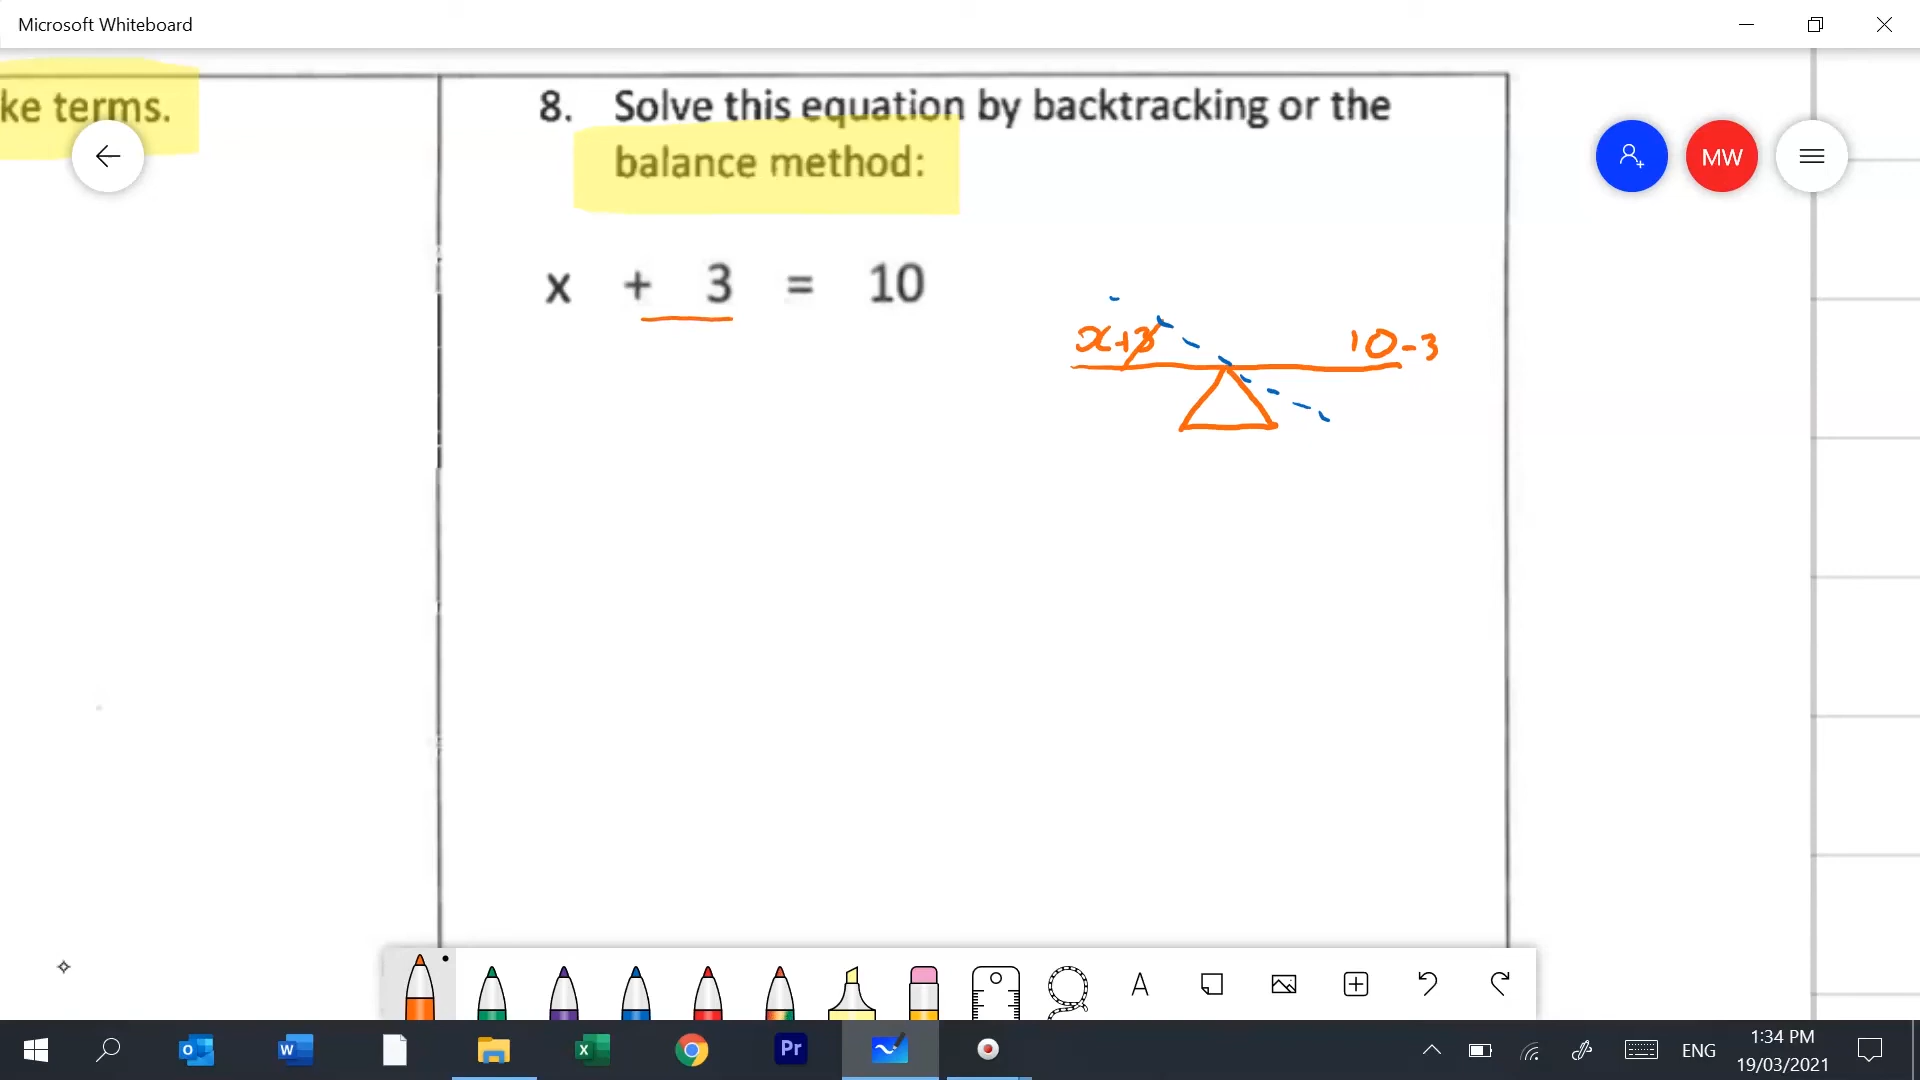 Microsoft Whiteboard
ke terms.
8. Solve this equation by backtracking or the
balance method:
MW
x + 3 = 10
x+3 10-3
A
Pr
ENG
1:34 PM
19/03/2021